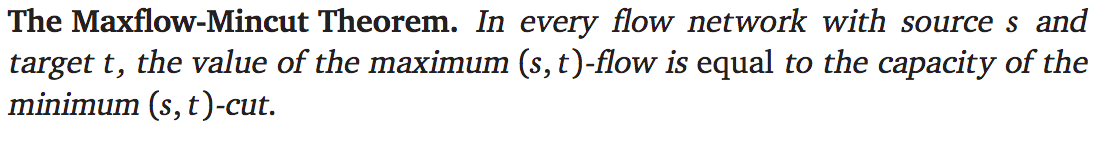 The Maxflow-Mincut Theorem. In every flow network with source s and
target t, the value of the maximum (s, t)-flow is equal to the capacity of the
minimum (s, t)-cut.